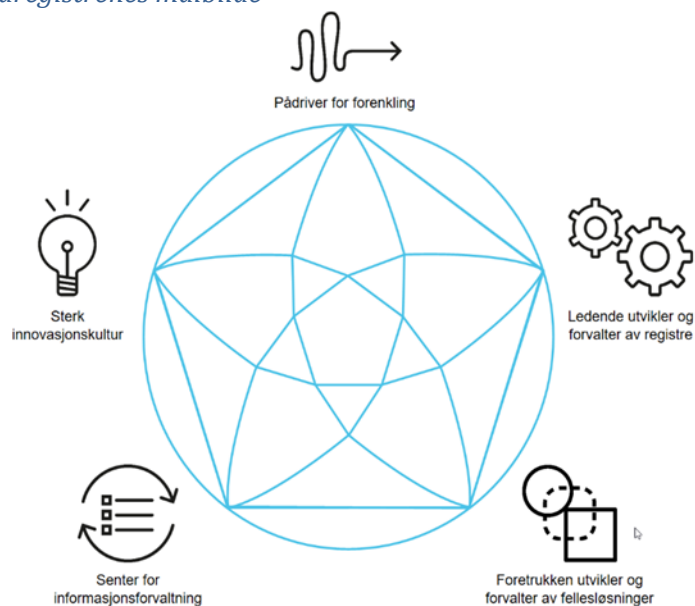 målbilde
Pådriver for forenkling
Sterk
innovasjonskultur
Ledende utvikler og
forvalter av registre
Senter for
informasjonsforvaltning
Foretrukken utvikler og
forvalter av fellesløsninger